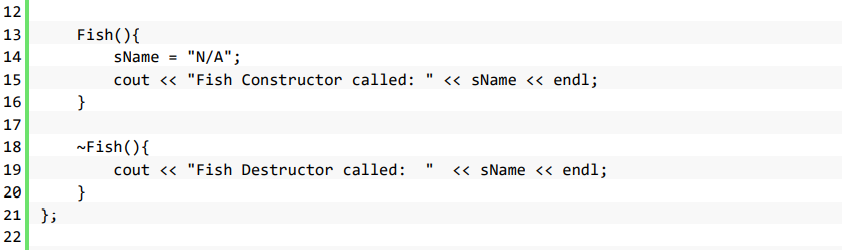 12
13 Fish(){
14 sName = "N/A";
15 cout << "Fish Constructor called: " << sName << endl;
16 }
17
18 ~Fish(){
19 cout << "Fish Destructor called:  "  << sName << endl;
20 }
21 };
22